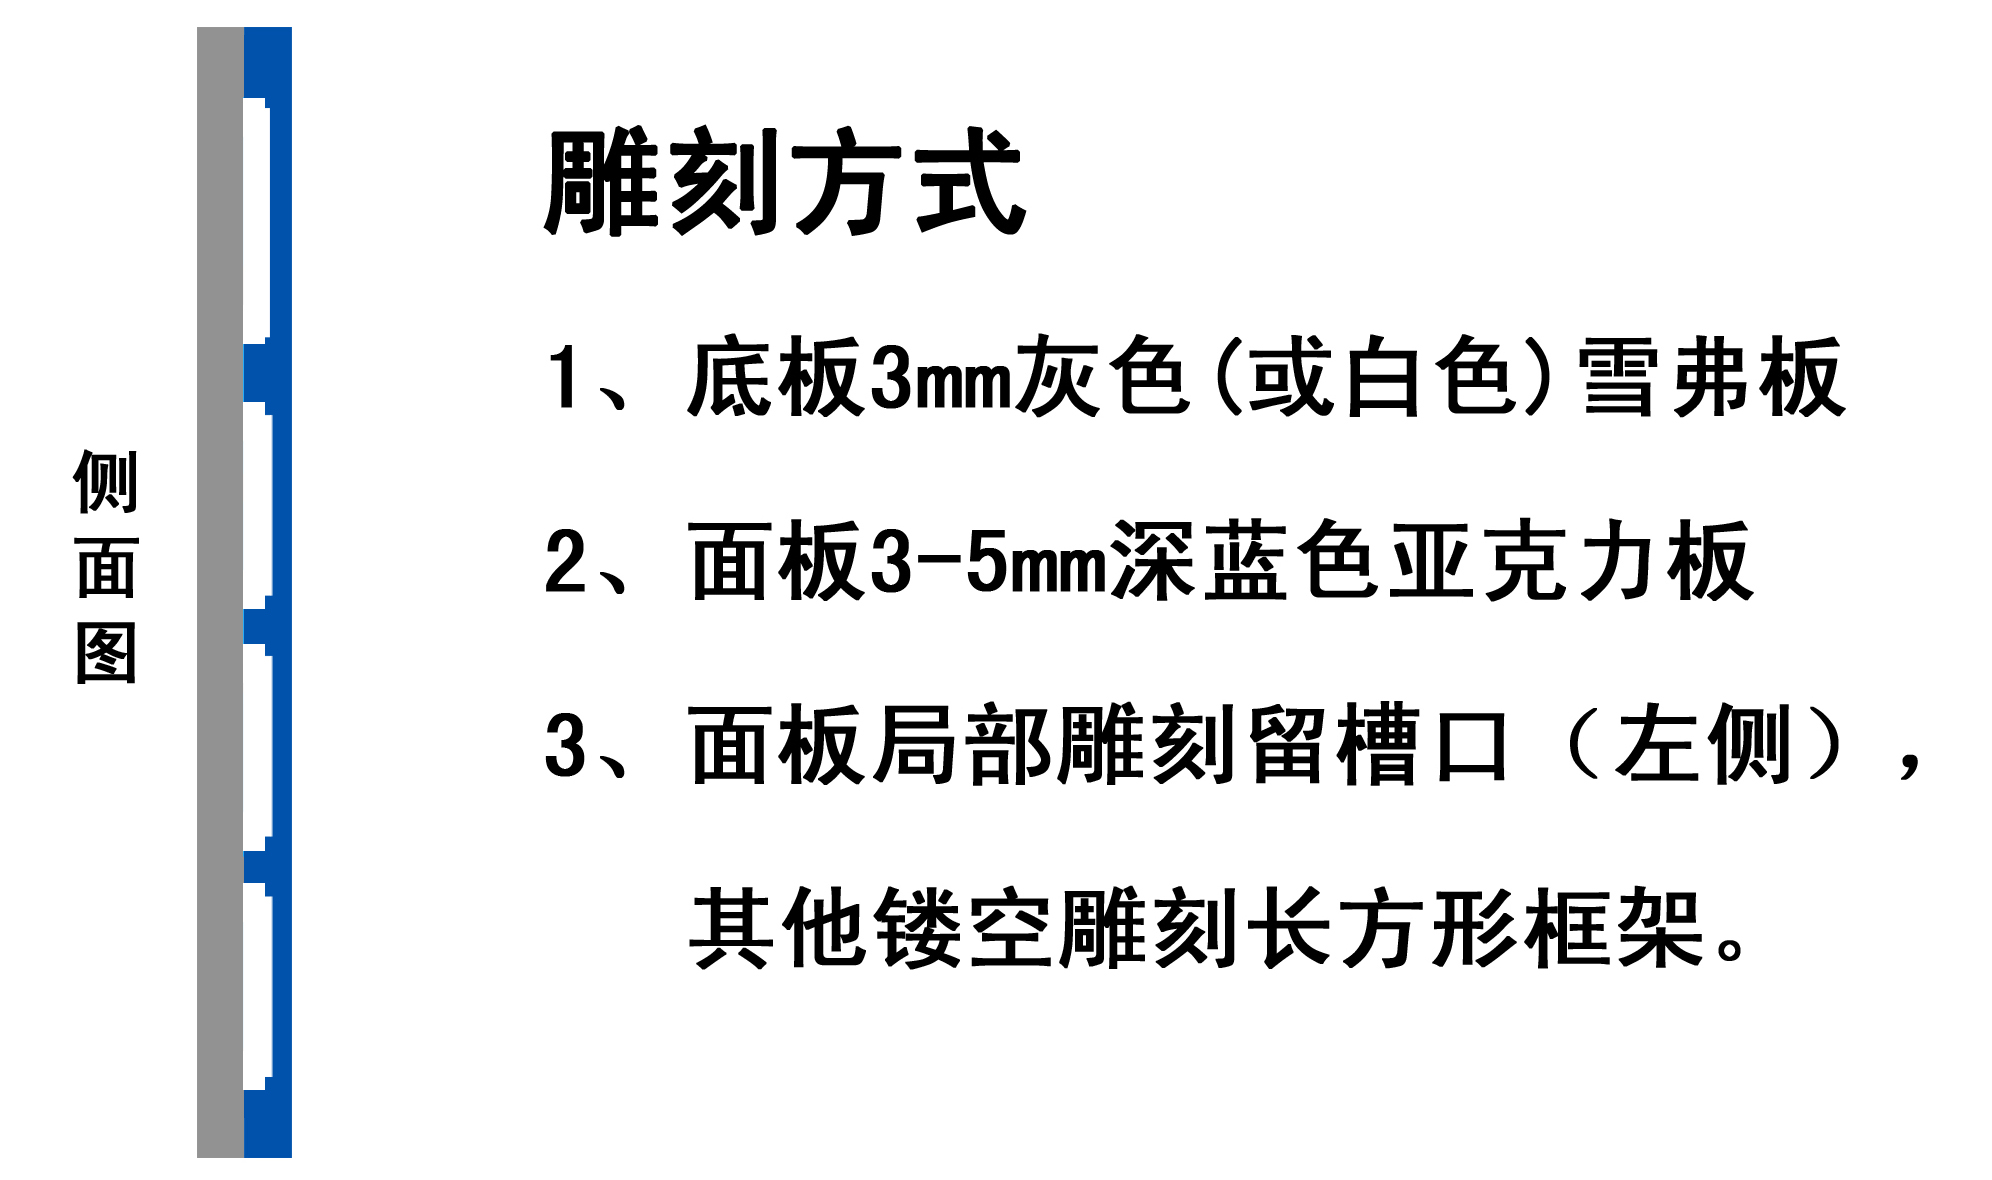 侧面图
雕刻方式
1、底板3mm灰色(或白色)雪弗板
2、面板3-5mm深蓝色亚克力板
3、面板局部雕刻留槽口（左侧），
其他镂空雕刻长方形框架。